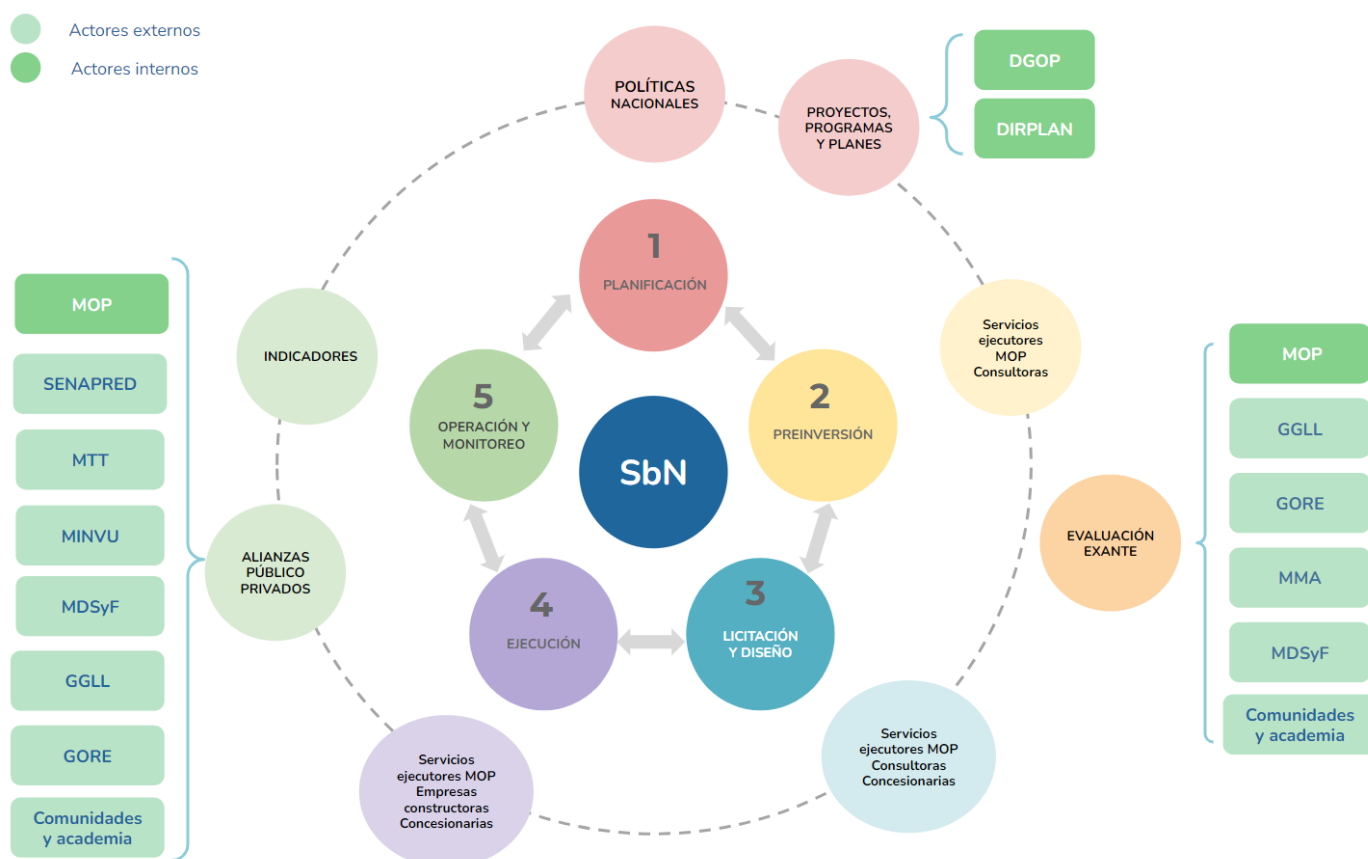 Actores externos
Actores internos
POLÍTICAS
NACIONALES
PROYECTOS,
PROGRAMAS
Y PLANES
DGOP
DIRPLAN
1
PLANIFICACIÓN
2
PREINVERSIÓN
3
LICITACIÓN
Y DISEÑO
4
EJECUCIÓN
5
OPERACIÓN Y
MONITOREO
SbN
Servicios
ejecutores
MOP
Consultoras
EVALUACIÓN
EXANTE
MOP
GGLL
GORE
MMA
MDSyF
Comunidades
y academia
Servicios
ejecutores MOP
Consultoras
Concesionarias
Servicios
ejecutores MOP
Empresas
constructoras
Concesionarias
ALIANZAS
PÚBLICO
PRIVADOS
INDICADORES
MOP
SENAPRED
MTT
MINVU
MDSyF
GGLL
GORE
Comunidades
y academia